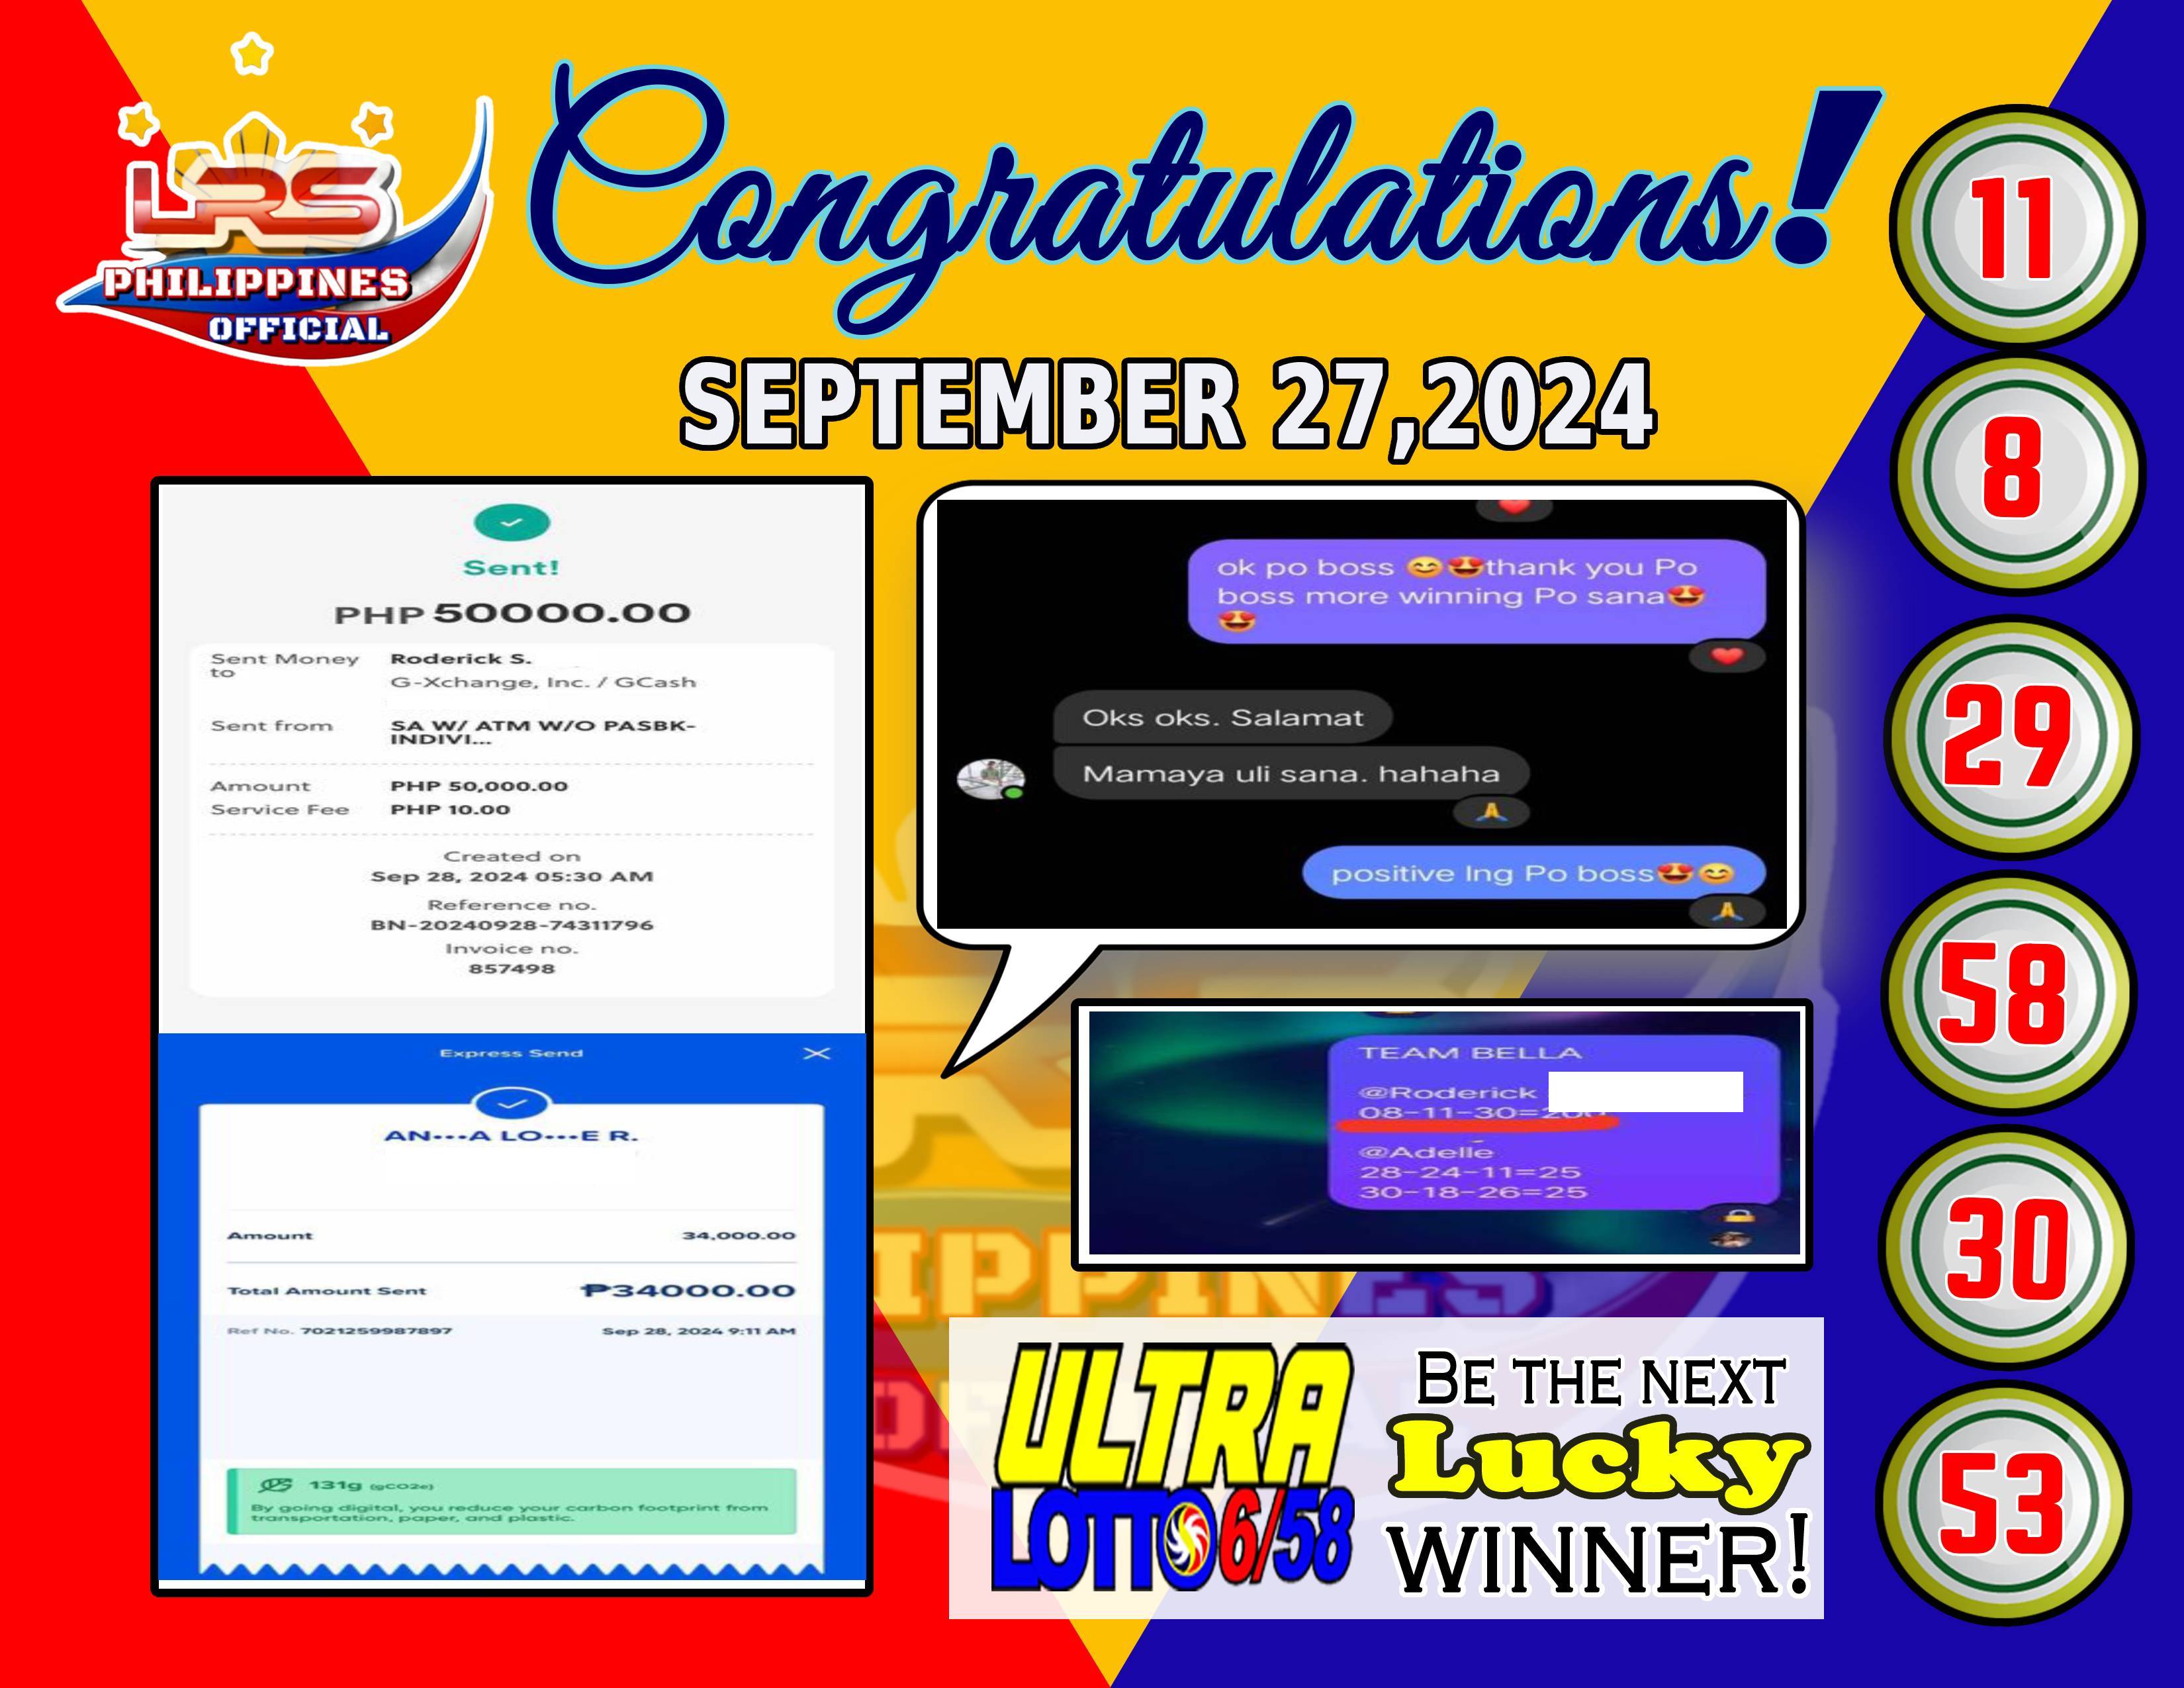 LRS
PHILIPPINES
OFFICIAL
Congratulations!
SEPTEMBER 27,2024
Sent!
PHP 50000.00
Sent Money to
Roderick S.
G-Xchange, Inc. / GCash
Sent from
SA W/ ATM W/O PASBK-
INDIVI...
Amount PHP 50,000.00
Service Fee PHP 10.00
Created on
Sep 28, 2024 05:30 AM
Reference no.
BN-20240928-74311796
Invoice no.
857498
Express Send
AN•••A LO•••E R.
Amount 34,000.00
Total Amount Sent ₱34000.00
Ref No. 7021259987897 Sep 28, 2024 9:11 AM
131g (gCO2e)
By going digital, you reduce your carbon footprint from
transportation, paper, and plastic.
ok po boss 😊😍thank you Po
boss more winning Po sana😍
😍
Oks oks. Salamat
Mamaya uli sana. hahaha
positive lng Po boss😍😊
TEAM BELLA
@Roderick
08-11-30=200
@Adelle
28-24-11=25
30-18-26=25
ULTRA
LOTTO 6/58
BE THE NEXT
Lucky
WINNER!
11
8
29
58
30
53